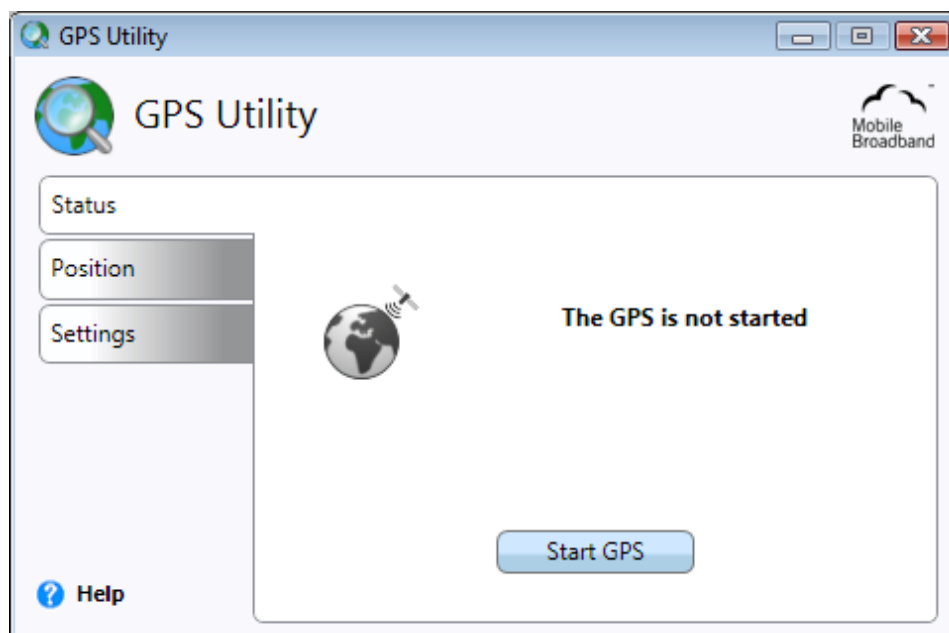 GPS Utility
GPS Utility
Mobile
Broadband
Status
Position
Settings
The GPS is not started
Start GPS
Help